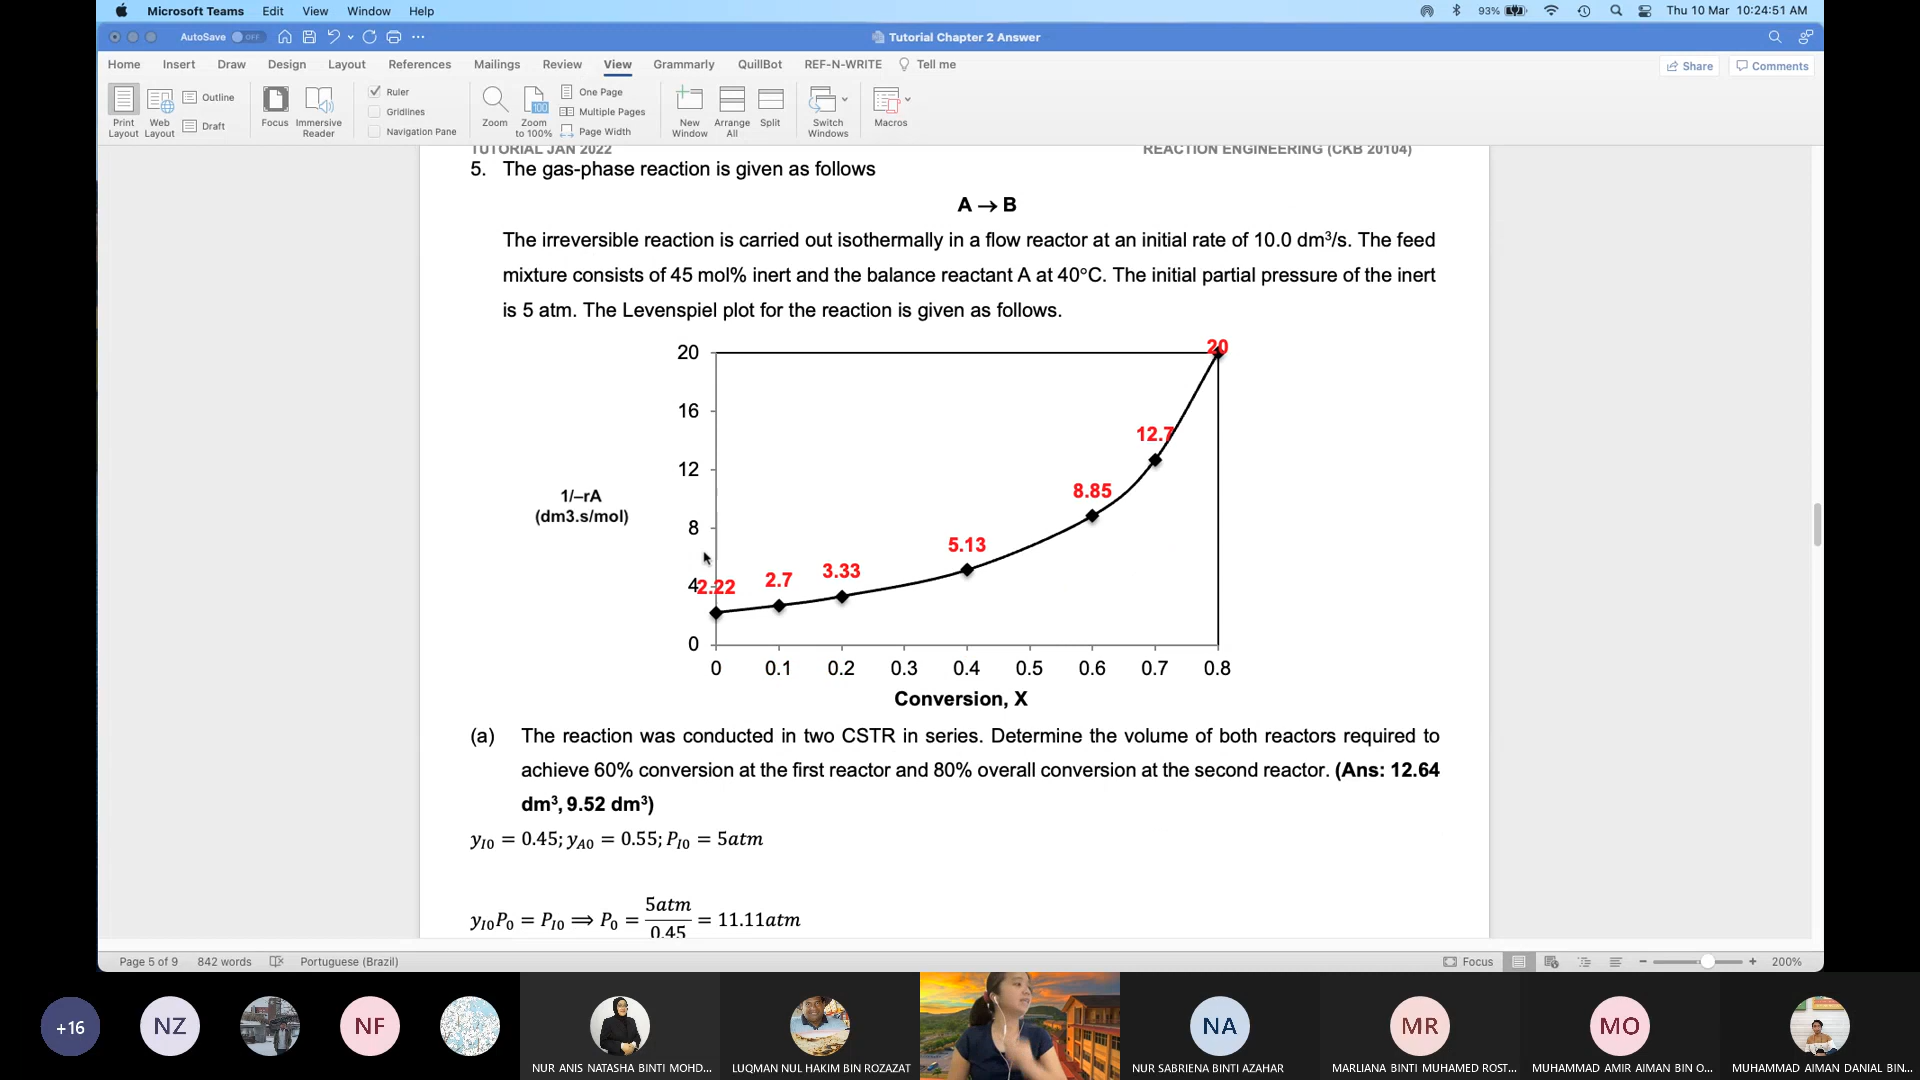 Microsoft Teams Edit View Window Help 93% Thu 10 Mar 10:24:51 AM
AutoSave OFF Tutorial Chapter 2 Answer
Home Insert Draw Design Layout References Mailings Review View Grammarly QuillBot REF-N-WRITE Tell me Share Comments
Print Layout
Web Layout
Outline
Draft
Focus
Immersive Reader
Ruler
Gridlines
Navigation Pane
Zoom
Zoom to 100%
100
One Page
Multiple Pages
Page Width
New Window
Arrange All
Split
Switch Windows
Macros
TUTORIAL JAN 2022 REACTION ENGINEERING (CKB 20104)
5. The gas-phase reaction is given as follows
A → B
The irreversible reaction is carried out isothermally in a flow reactor at an initial rate of 10.0 dm³/s. The feed
mixture consists of 45 mol% inert and the balance reactant A at 40°C. The initial partial pressure of the inert
is 5 atm. The Levenspiel plot for the reaction is given as follows.
20
16
12
8
4
0
1/–rA
(dm3.s/mol)
2.22
2.7
3.33
5.13
8.85
12.7
20
0 0.1 0.2 0.3 0.4 0.5 0.6 0.7 0.8
Conversion, X
(a) The reaction was conducted in two CSTR in series. Determine the volume of both reactors required to
achieve 60% conversion at the first reactor and 80% overall conversion at the second reactor. (Ans: 12.64
dm³, 9.52 dm³)
y_I0 = 0.45; y_A0 = 0.55; P_I0 = 5atm
y_I0 P_0 = P_I0 ⟹ P_0 = 5atm / 0.45 = 11.11atm
Page 5 of 9 842 words Portuguese (Brazil) Focus 200%
+16 NZ NF NA MR MO
NUR ANIS NATASHA BINTI MOHD... LUQMAN NUL HAKIM BIN ROZAZAT NUR SABRIENA BINTI AZAHAR MARLIANA BINTI MUHAMED ROST... MUHAMMAD AMIR AIMAN BIN O... MUHAMMAD AIMAN DANIAL BIN...